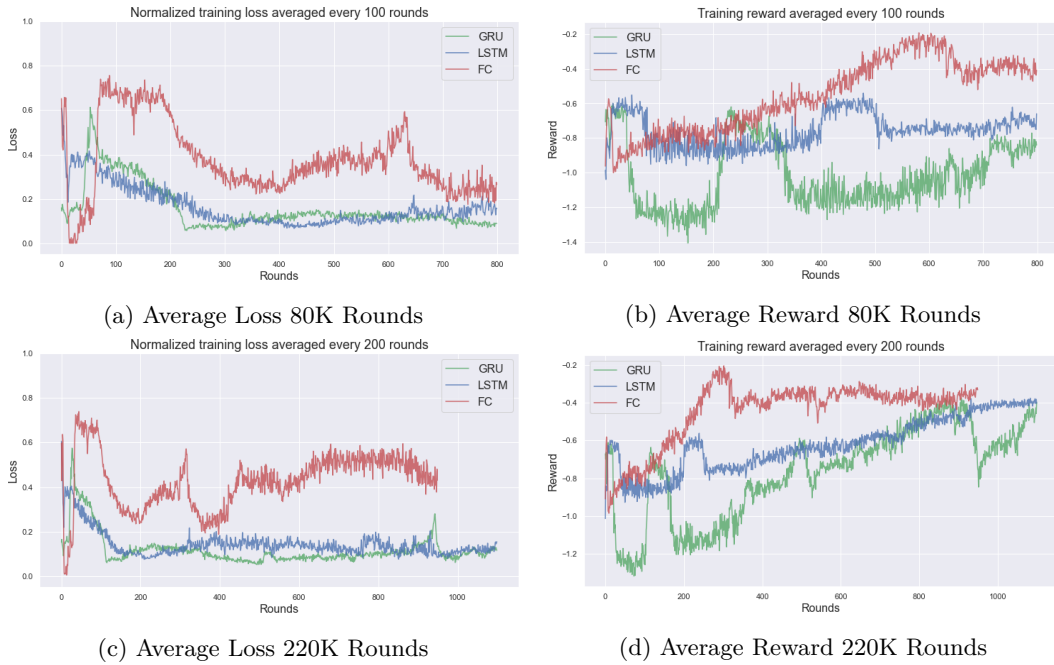 Normalized training loss averaged every 100 rounds
1.0
0.8
0.6
0.4
0.2
0.0
Loss
GRU
LSTM
FC
0 100 200 300 400 500 600 700 800
Rounds
(a) Average Loss 80K Rounds
Training reward averaged every 100 rounds
−0.2
−0.4
−0.6
−0.8
−1.0
−1.2
−1.4
Reward
GRU
LSTM
FC
0 100 200 300 400 500 600 700 800
Rounds
(b) Average Reward 80K Rounds
Normalized training loss averaged every 200 rounds
1.0
0.8
0.6
0.4
0.2
0.0
Loss
GRU
LSTM
FC
0 200 400 600 800 1000
Rounds
(c) Average Loss 220K Rounds
Training reward averaged every 200 rounds
−0.2
−0.4
−0.6
−0.8
−1.0
−1.2
Reward
GRU
LSTM
FC
0 200 400 600 800 1000
Rounds
(d) Average Reward 220K Rounds